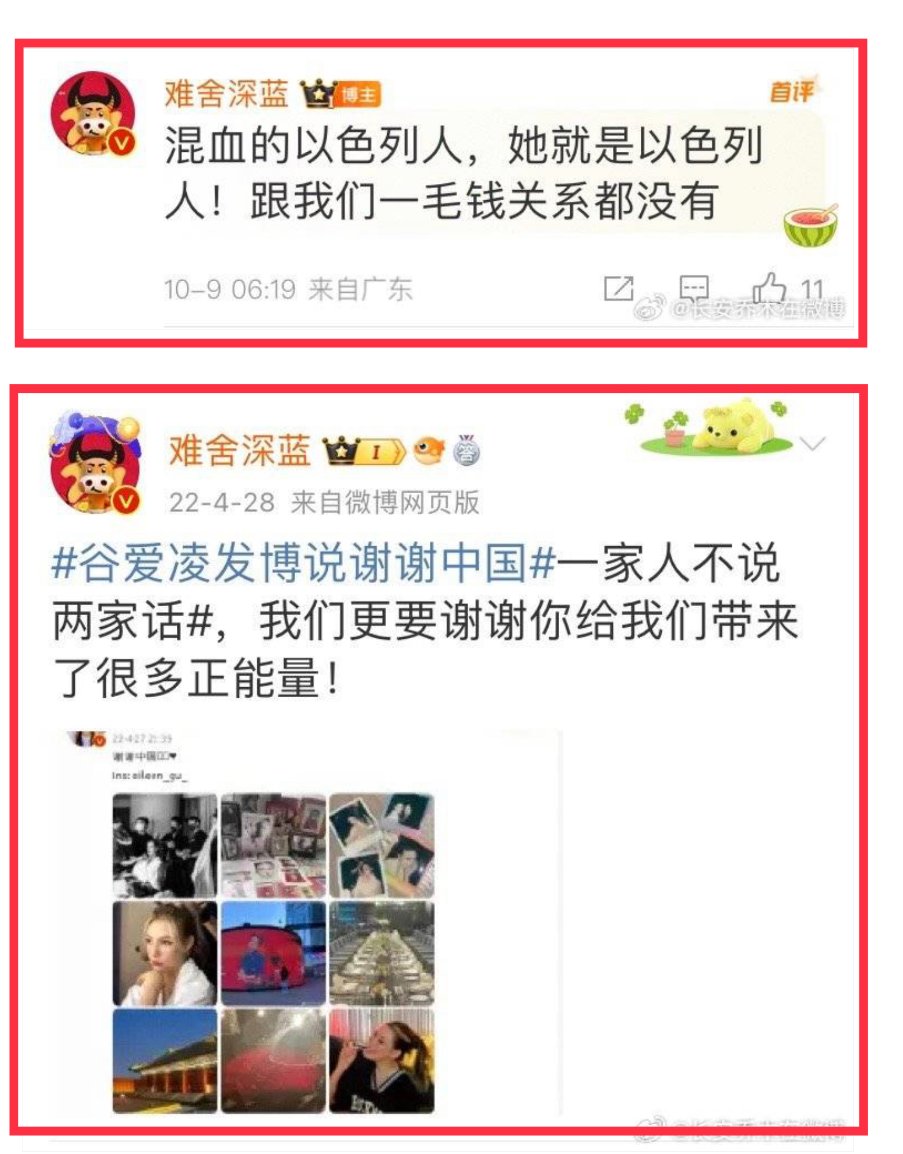 难舍深蓝 博主 首评
混血的以色列人，她就是以色列
人！跟我们一毛钱关系都没有
10-9 06:19 来自广东 11
@长安乔木在微博
难舍深蓝 I 答
22-4-28 来自微博网页版
#谷爱凌发博说谢谢中国#一家人不说
两家话#，我们更要谢谢你给我们带来
了很多正能量！
22-4-27 21:39
谢谢中国
Ins: eileen_gu_
@长安乔木在微博